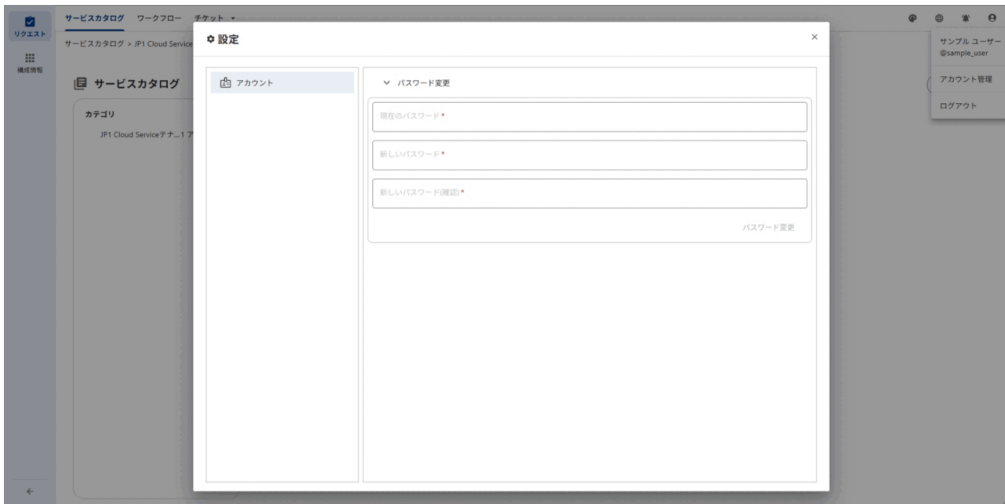 サービスカタログ ワークフロー チケット
リクエスト
構成情報
サービスカタログ > JP1 Cloud Service
サービスカタログ
カテゴリ
JP1 Cloud Serviceテナ...1 ア
設定
×
アカウント
パスワード変更
現在のパスワード *
新しいパスワード *
新しいパスワード(確認) *
パスワード変更
サンプル ユーザー
@sample_user
アカウント管理
ログアウト